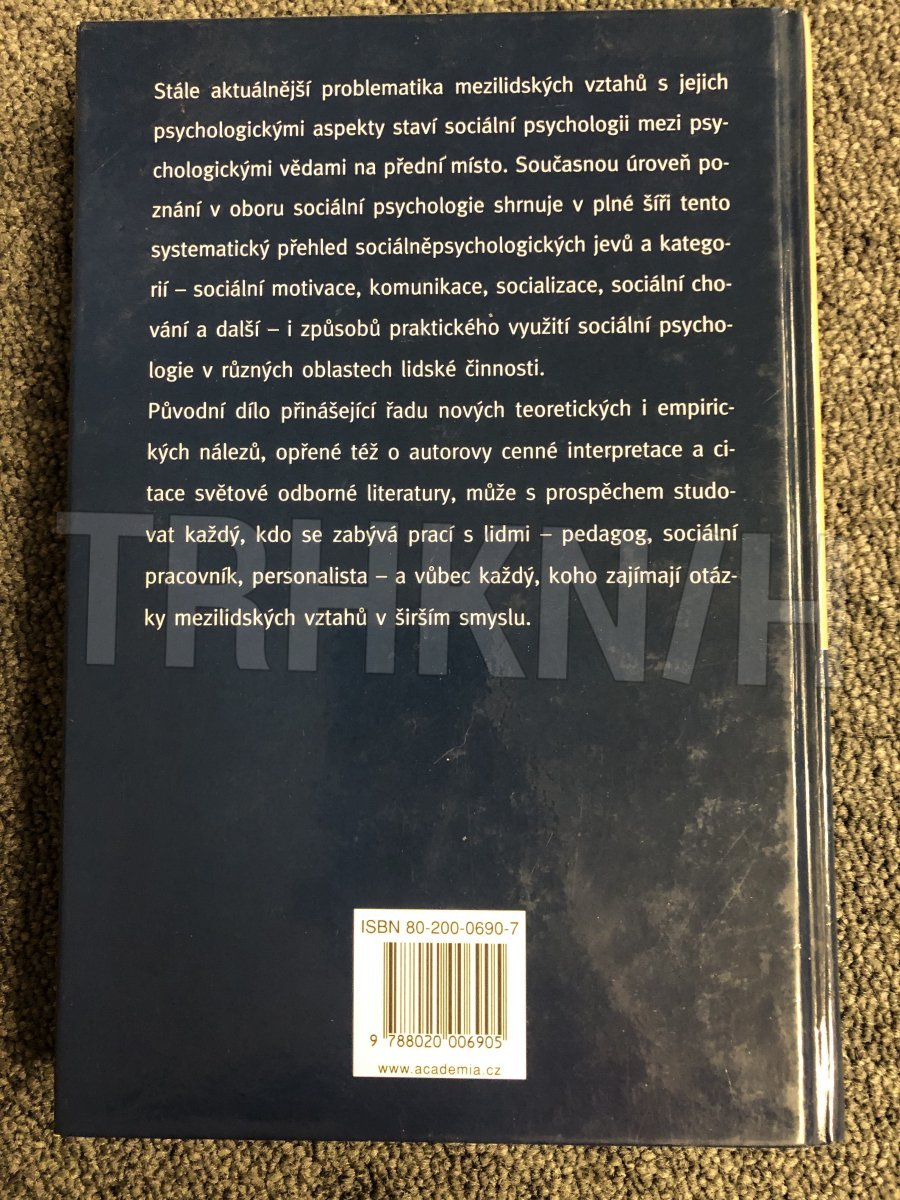 Stále aktuálnější problematika mezilidských vztahů s jejich
psychologickými aspekty staví sociální psychologii mezi psy-
chologickými vědami na přední místo. Současnou úroveň po-
znání v oboru sociální psychologie shrnuje v plné šíři tento
systematický přehled sociálněpsychologických jevů a katego-
rií – sociální motivace, komunikace, socializace, sociální cho-
vání a další – i způsobů praktického využití sociální psycho-
logie v různých oblastech lidské činnosti.
Původní dílo přinášející řadu nových teoretických i empiric-
kých nálezů, opřené též o autorovy cenné interpretace a ci-
tace světové odborné literatury, může s prospěchem studo-
vat každý, kdo se zabývá prací s lidmi – pedagog, sociální
pracovník, personalista – a vůbec každý, koho zajímají otáz-
ky mezilidských vztahů v širším smyslu.
TRHKNIH
ISBN 80-200-0690-7
9 788020 006905
www.academia.cz